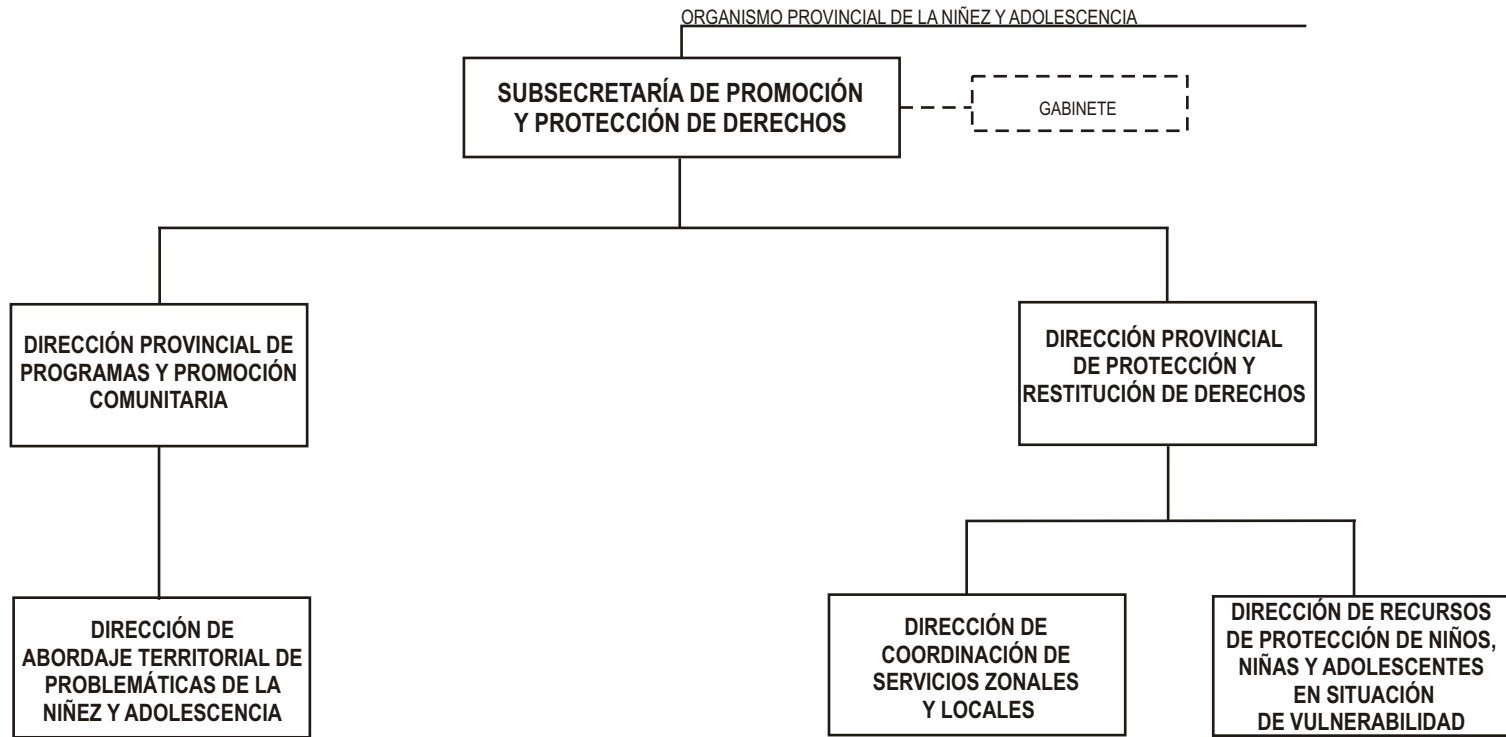 ORGANISMO PROVINCIAL DE LA NIÑEZ Y ADOLESCENCIA
SUBSECRETARÍA DE PROMOCIÓN
Y PROTECCIÓN DE DERECHOS
GABINETE
DIRECCIÓN PROVINCIAL DE
PROGRAMAS Y PROMOCIÓN
COMUNITARIA
DIRECCIÓN PROVINCIAL
DE PROTECCIÓN Y
RESTITUCIÓN DE DERECHOS
DIRECCIÓN DE
ABORDAJE TERRITORIAL DE
PROBLEMÁTICAS DE LA
NIÑEZ Y ADOLESCENCIA
DIRECCIÓN DE
COORDINACIÓN DE
SERVICIOS ZONALES
Y LOCALES
DIRECCIÓN DE RECURSOS
DE PROTECCIÓN DE NIÑOS,
NIÑAS Y ADOLESCENTES
EN SITUACIÓN
DE VULNERABILIDAD